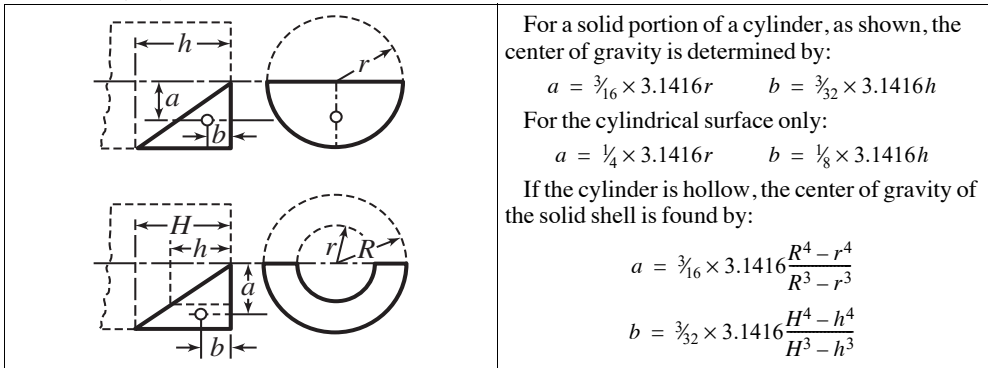 h
r
a
b
H
h
r
R
a
b
For a solid portion of a cylinder, as shown, the
center of gravity is determined by:
a = 3⁄16 × 3.1416r b = 3⁄32 × 3.1416h
For the cylindrical surface only:
a = 1⁄4 × 3.1416r b = 1⁄8 × 3.1416h
If the cylinder is hollow, the center of gravity of
the solid shell is found by:
a = 3⁄16 × 3.1416 (R⁴ – r⁴)/(R³ – r³)
b = 3⁄32 × 3.1416 (H⁴ – h⁴)/(H³ – h³)